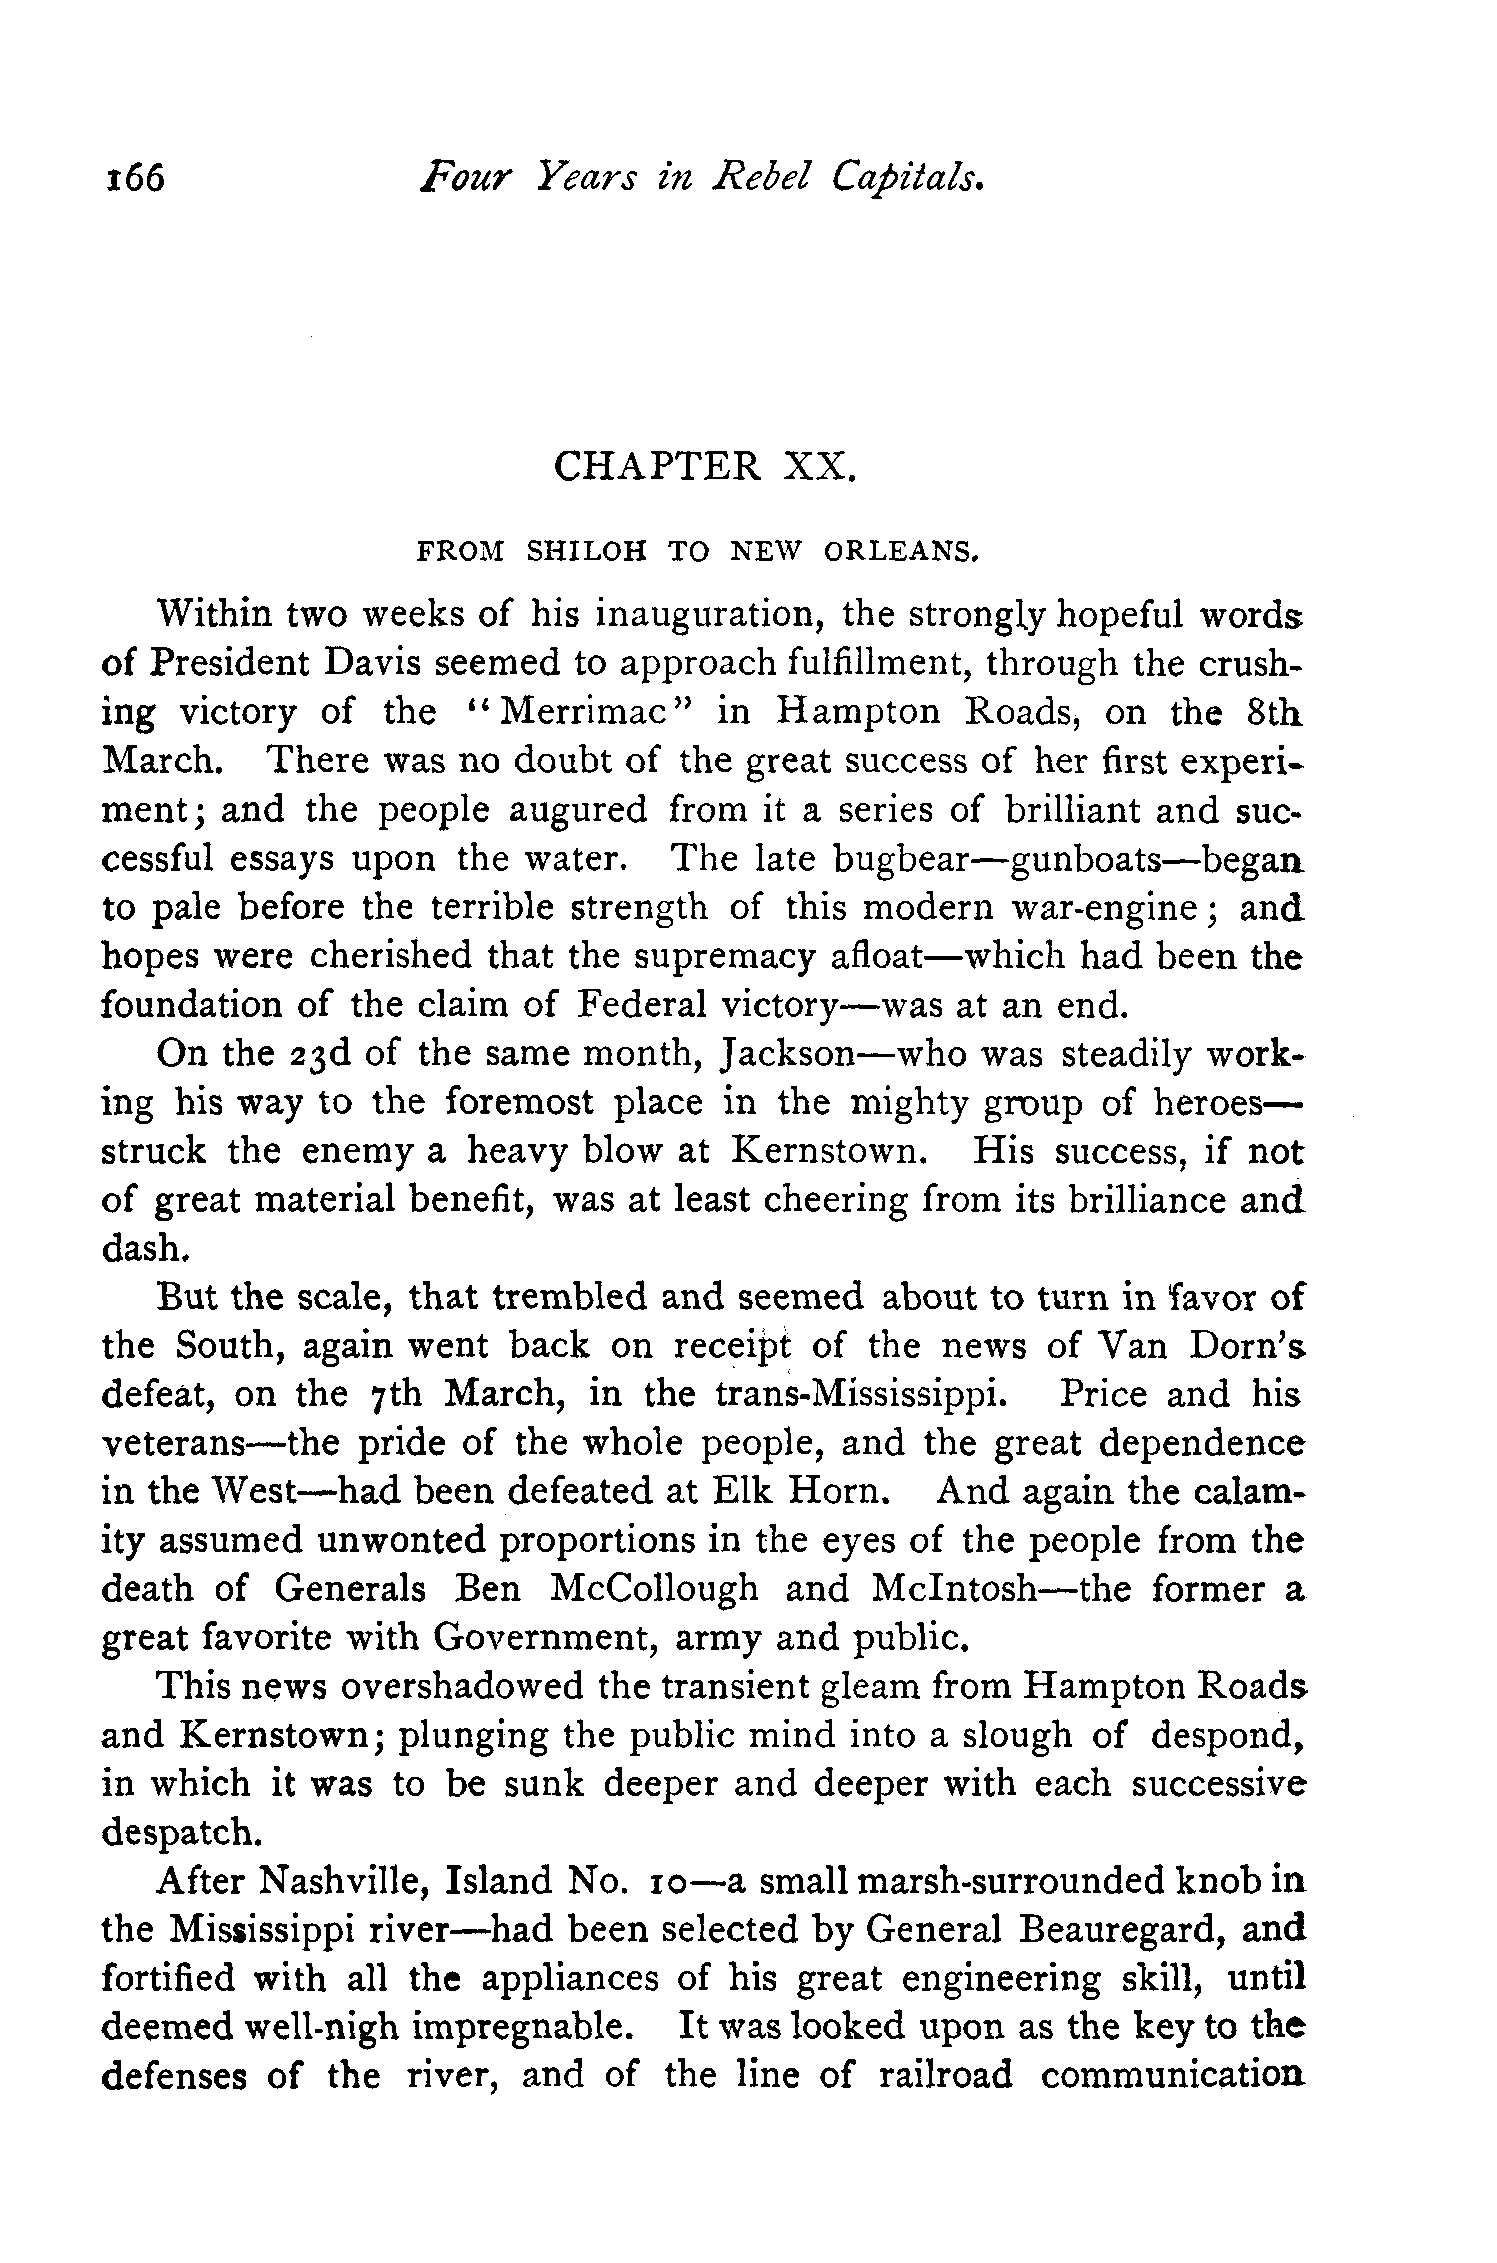 166 Four Years in Rebel Capitals.
CHAPTER XX.
FROM SHILOH TO NEW ORLEANS.
Within two weeks of his inauguration, the strongly hopeful words
of President Davis seemed to approach fulfillment, through the crush-
ing victory of the "Merrimac" in Hampton Roads, on the 8th
March. There was no doubt of the great success of her first experi-
ment; and the people augured from it a series of brilliant and suc-
cessful essays upon the water. The late bugbear—gunboats—began
to pale before the terrible strength of this modern war-engine; and
hopes were cherished that the supremacy afloat—which had been the
foundation of the claim of Federal victory—was at an end.
On the 23d of the same month, Jackson—who was steadily work-
ing his way to the foremost place in the mighty group of heroes—
struck the enemy a heavy blow at Kernstown. His success, if not
of great material benefit, was at least cheering from its brilliance and
dash.
But the scale, that trembled and seemed about to turn in favor of
the South, again went back on receipt of the news of Van Dorn's
defeat, on the 7th March, in the trans-Mississippi. Price and his
veterans—the pride of the whole people, and the great dependence
in the West—had been defeated at Elk Horn. And again the calam-
ity assumed unwonted proportions in the eyes of the people from the
death of Generals Ben McCollough and McIntosh—the former a
great favorite with Government, army and public.
This news overshadowed the transient gleam from Hampton Roads
and Kernstown; plunging the public mind into a slough of despond,
in which it was to be sunk deeper and deeper with each successive
despatch.
After Nashville, Island No. 10—a small marsh-surrounded knob in
the Mississippi river—had been selected by General Beauregard, and
fortified with all the appliances of his great engineering skill, until
deemed well-nigh impregnable. It was looked upon as the key to the
defenses of the river, and of the line of railroad communication